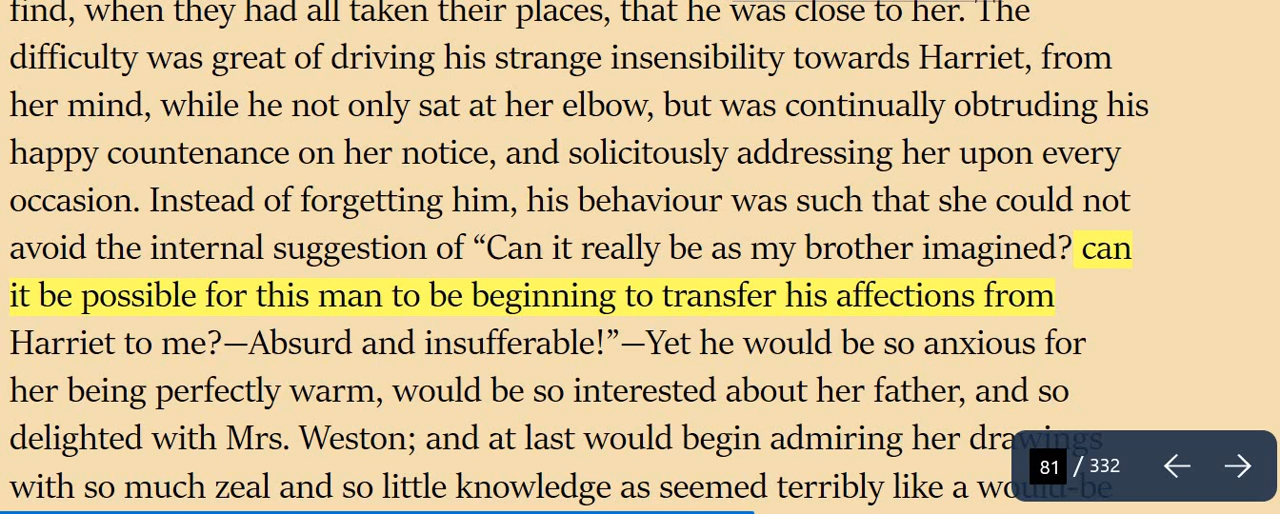 find, when they had all taken their places, that he was close to her. The
difficulty was great of driving his strange insensibility towards Harriet, from
her mind, while he not only sat at her elbow, but was continually obtruding his
happy countenance on her notice, and solicitously addressing her upon every
occasion. Instead of forgetting him, his behaviour was such that she could not
avoid the internal suggestion of “Can it really be as my brother imagined? can
it be possible for this man to be beginning to transfer his affections from
Harriet to me?—Absurd and insufferable!”—Yet he would be so anxious for
her being perfectly warm, would be so interested about her father, and so
delighted with Mrs. Weston; and at last would begin admiring her drawings
with so much zeal and so little knowledge as seemed terribly like a would-be
81 / 332